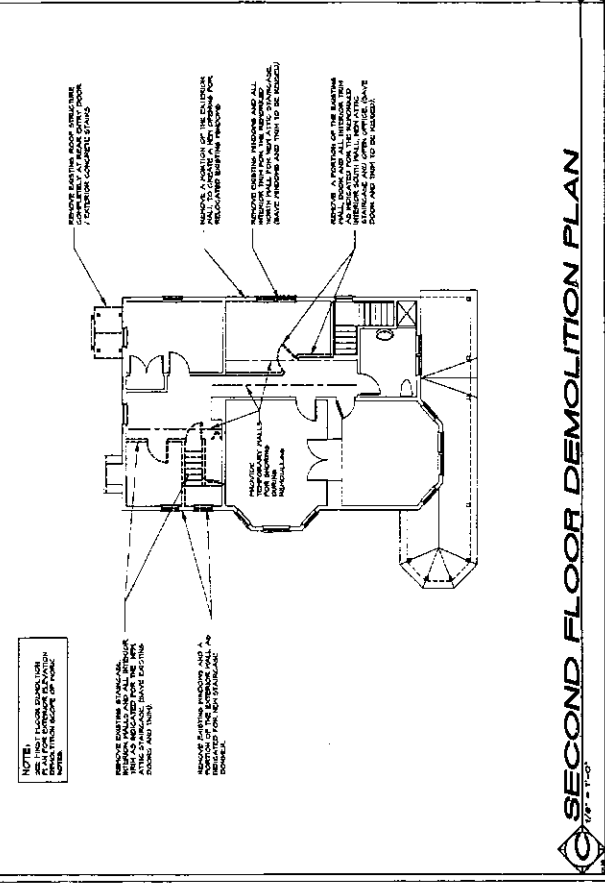 NOTE:
SEE FIRST FLOOR DEMOLITION
PLAN FOR EXTERIOR ELEVATION
DEMOLITION SCOPE OF WORK
NOTES
REMOVE EXISTING STAIRCASE,
INTERIOR WALLS AND ALL INTERIOR
TRIM AS INDICATED FOR THE NEW
ATTIC STAIRCASE. (SAVE EXISTING
DOORS AND TRIM).
REMOVE EXISTING WINDOWS AND A
PORTION OF THE EXTERIOR WALL AS
INDICATED FOR NEW STAIRCASE
DORMER.
PROVIDE
TEMPORARY WALLS
FOR SHORING
DURING
REMOVAL
REMOVE EXISTING ROOF STRUCTURE
COMPLETELY AT REAR ENTRY DOOR
/ EXTERIOR CONCRETE STAIRS
REMOVE A PORTION OF THE EXTERIOR
WALL TO CREATE A NEW OPENING FOR
RELOCATED EXISTING WINDOWS
REMOVE EXISTING WINDOWS AND ALL
INTERIOR TRIM FOR THE REWORKED
NORTH WALL FOR NEW ATTIC STAIRCASE.
(SAVE WINDOWS AND TRIM TO BE REUSED)
REMOVE A PORTION OF THE EXISTING
WALL, DOOR AND ALL INTERIOR TRIM
AS INDICATED FOR THE REWORKED
INTERIOR SOUTH WALL, NEW ATTIC
STAIRCASE AND OPEN OFFICE. (SAVE
DOOR AND TRIM TO BE REUSED).
C SECOND FLOOR DEMOLITION PLAN
1/8" = 1'-0"